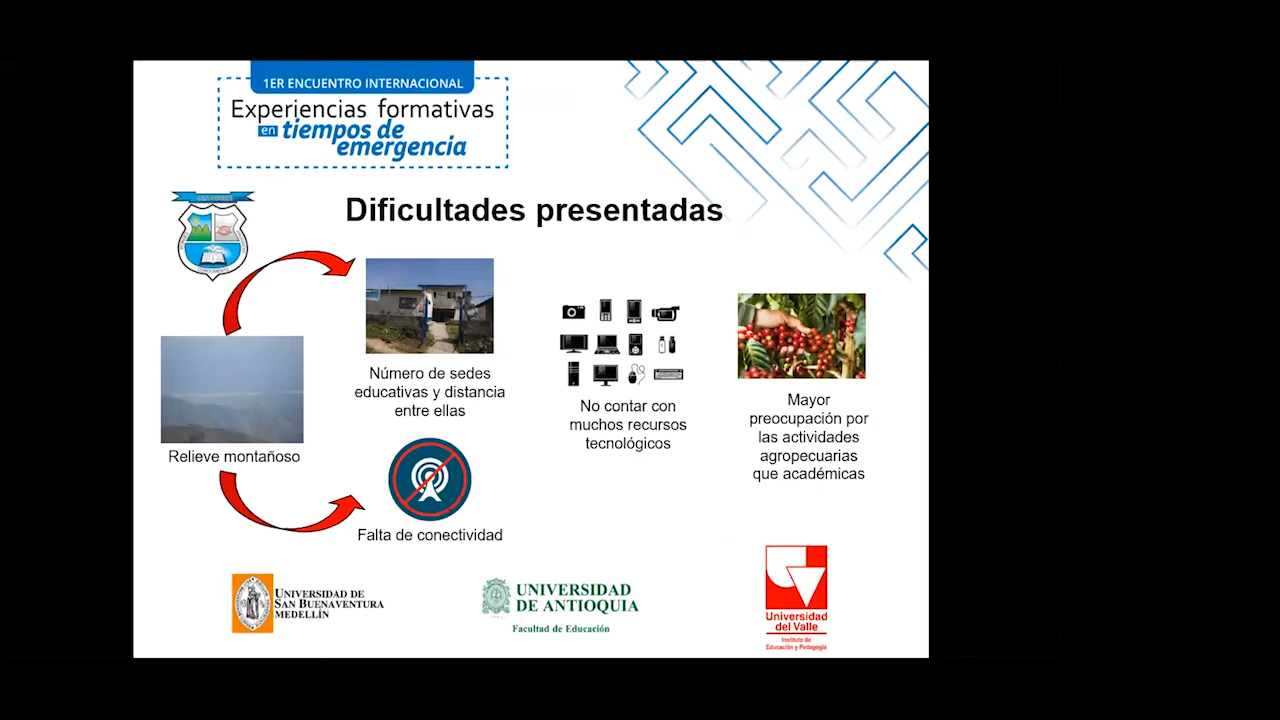 1ER ENCUENTRO INTERNACIONAL
Experiencias formativas
en tiempos de
emergencia
Dificultades presentadas
Número de sedes
educativas y distancia
entre ellas
Relieve montañoso
Falta de conectividad
No contar con
muchos recursos
tecnológicos
Mayor
preocupación por
las actividades
agropecuarias
que académicas
UNIVERSIDAD DE
SAN BUENAVENTURA
MEDELLÍN
UNIVERSIDAD
DE ANTIOQUIA
Facultad de Educación
Universidad
del Valle
Instituto de
Educación y Pedagogía